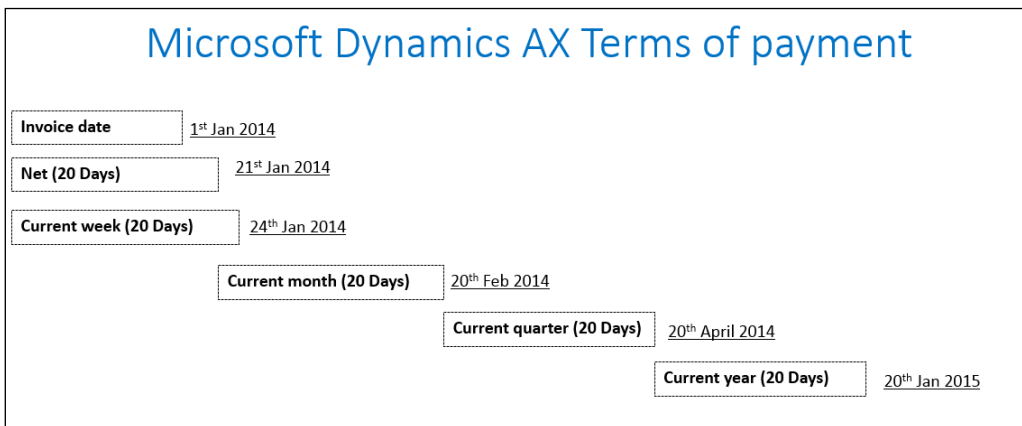 Microsoft Dynamics AX Terms of payment
Invoice date 1st Jan 2014
Net (20 Days) 21st Jan 2014
Current week (20 Days) 24th Jan 2014
Current month (20 Days) 20th Feb 2014
Current quarter (20 Days) 20th April 2014
Current year (20 Days) 20th Jan 2015